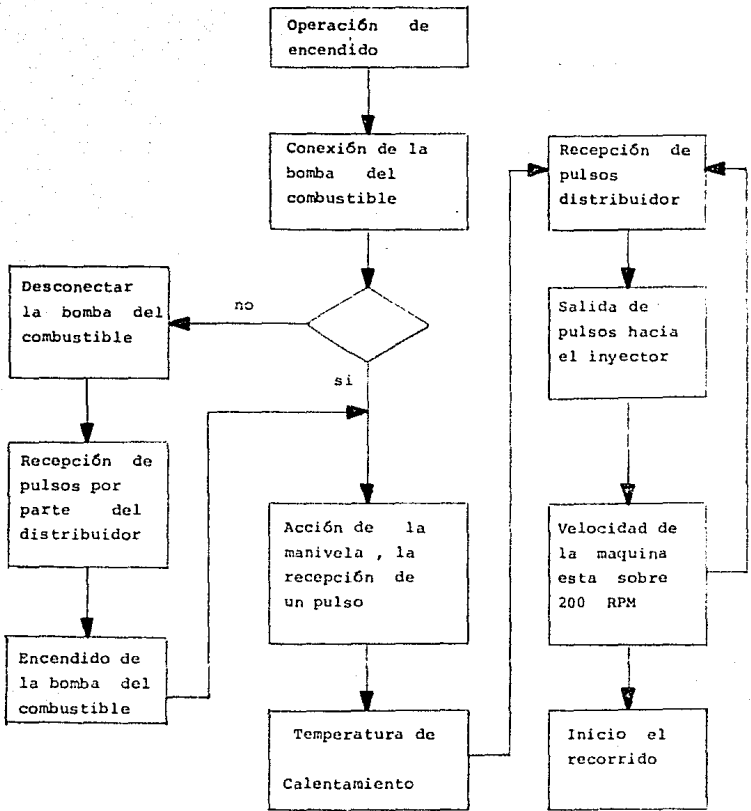 Operación de
encendido
Conexión de la
bomba del
combustible
no
si
Desconectar
la bomba del
combustible
Recepción de
pulsos por
parte del
distribuidor
Encendido de
la bomba del
combustible
Acción de la
manivela , la
recepción de
un pulso
Temperatura de
Calentamiento
Recepción de
pulsos
distribuidor
Salida de
pulsos hacia
el inyector
Velocidad de
la maquina
esta sobre
200 RPM
Inicio el
recorrido